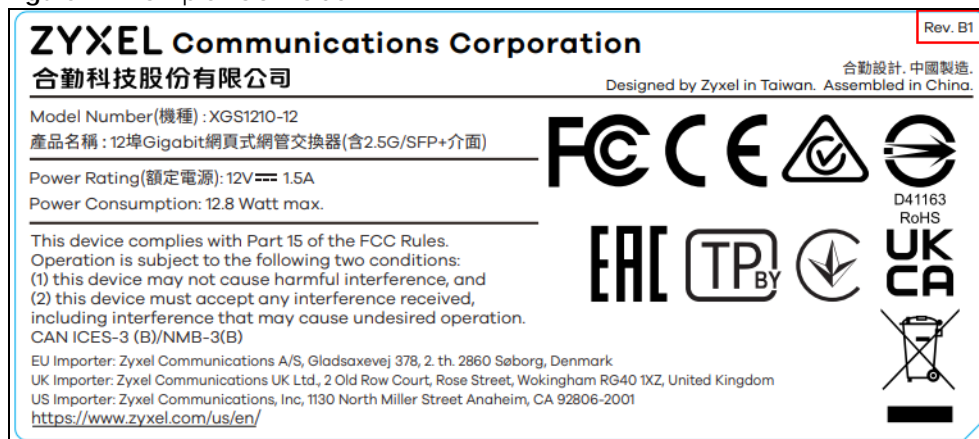 ZYXEL Communications Corporation
Rev. B1
合勤科技股份有限公司
合勤設計. 中國製造.
Designed by Zyxel in Taiwan. Assembled in China.
Model Number(機種) : XGS1210-12
產品名稱 : 12埠Gigabit網頁式網管交換器(含2.5G/SFP+介面)
Power Rating(額定電源): 12V⎓ 1.5A
Power Consumption: 12.8 Watt max.
FC CE
D41163
RoHS
This device complies with Part 15 of the FCC Rules.
Operation is subject to the following two conditions:
(1) this device may not cause harmful interference, and
(2) this device must accept any interference received,
including interference that may cause undesired operation.
CAN ICES-3 (B)/NMB-3(B)
EAC TP BY
UK
CA
EU Importer: Zyxel Communications A/S, Gladsaxevej 378, 2. th. 2860 Søborg, Denmark
UK Importer: Zyxel Communications UK Ltd., 2 Old Row Court, Rose Street, Wokingham RG40 1XZ, United Kingdom
US Importer: Zyxel Communications, Inc, 1130 North Miller Street Anaheim, CA 92806-2001
https://www.zyxel.com/us/en/